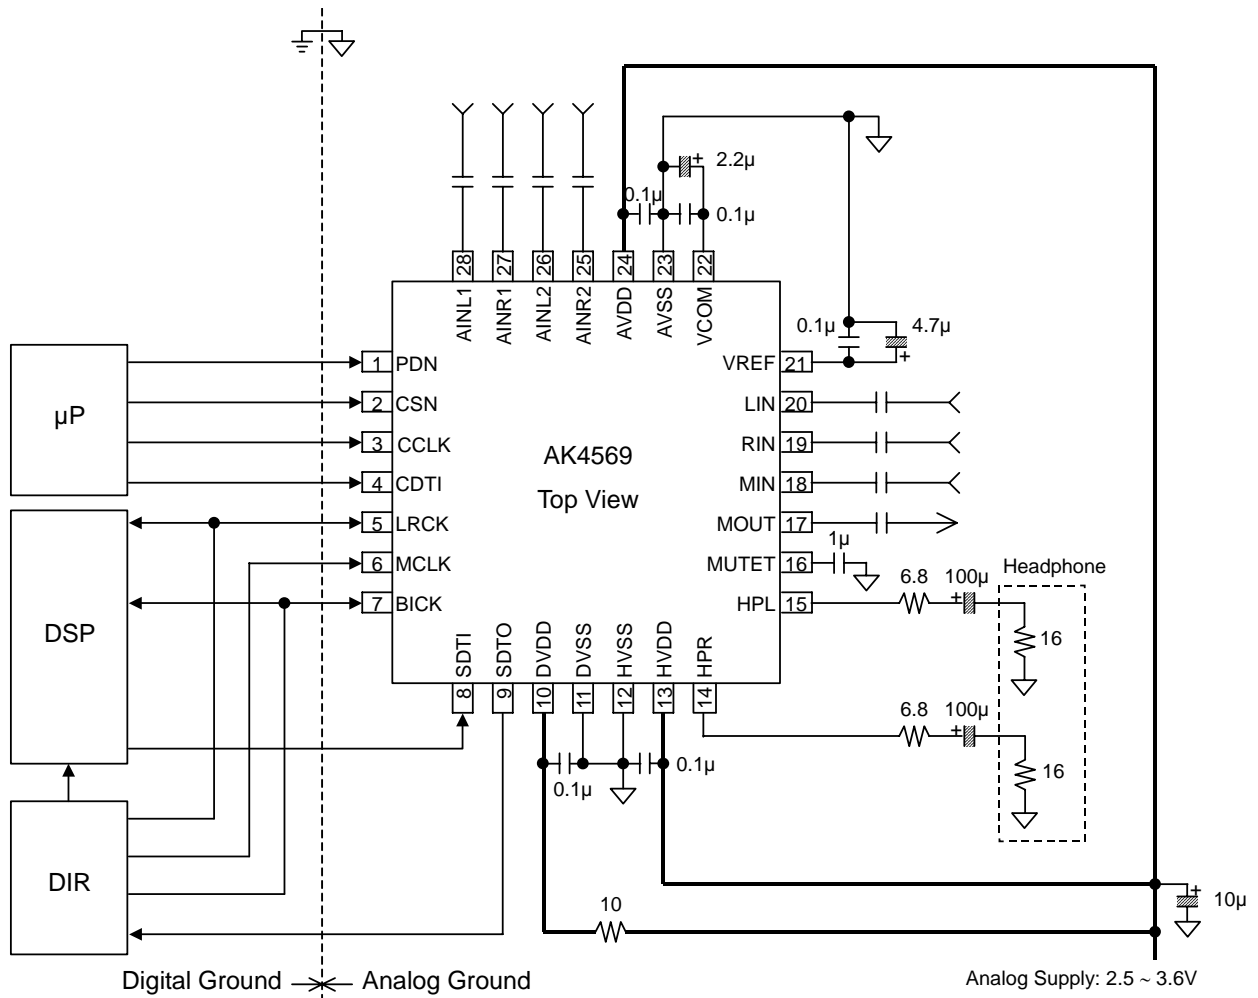 2.2µ
0.1µ
0.1µ
28
27
26
25
24
23
22
AINL1
AINR1
AINL2
AINR2
AVDD
AVSS
VCOM
0.1µ
4.7µ
µP
1 PDN
2 CSN
3 CCLK
4 CDTI
5 LRCK
6 MCLK
7 BICK
AK4569
Top View
VREF 21
LIN 20
RIN 19
MIN 18
MOUT 17
MUTET 16
HPL 15
1µ
Headphone
6.8
100µ
16
DSP
SDTI
SDTO
DVDD
DVSS
HVSS
HVDD
HPR
8
9
10
11
12
13
14
6.8
100µ
16
0.1µ
0.1µ
DIR
10
10µ
Digital Ground
Analog Ground
Analog Supply: 2.5 ~ 3.6V
+
+
+
+
+